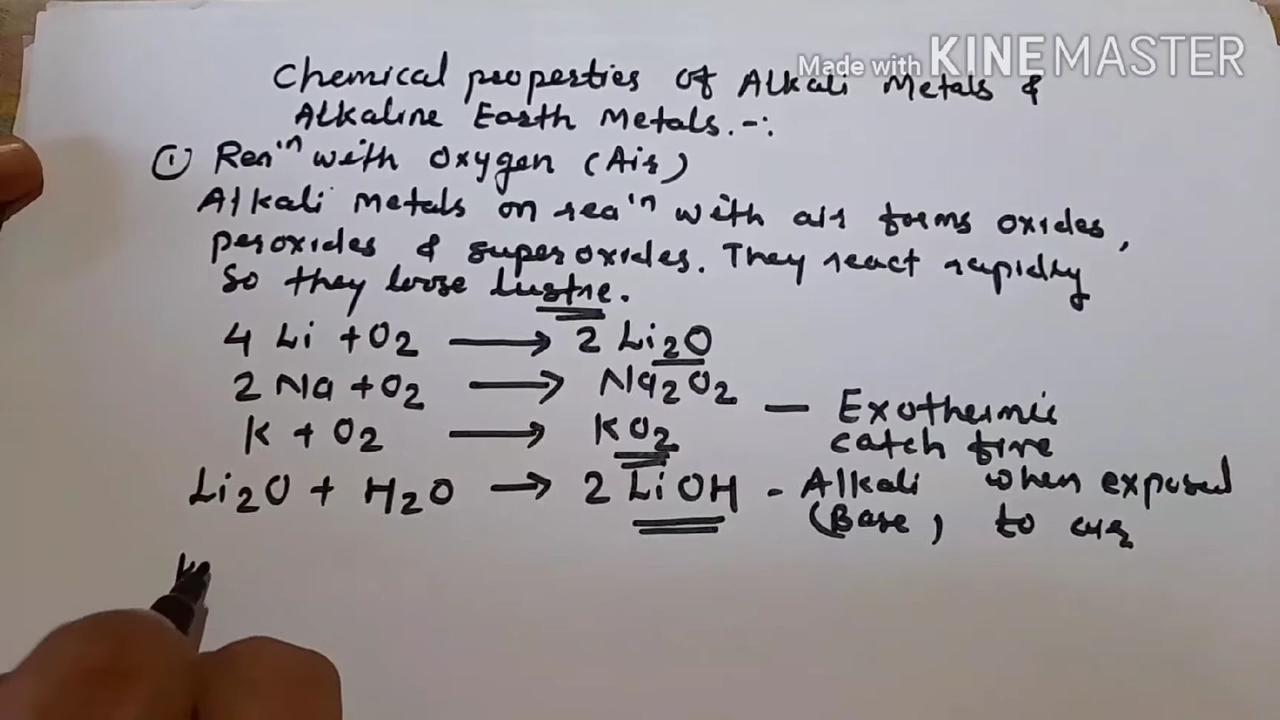 Made with KINEMASTER
Chemical properties of Alkali Metals &
Alkaline Earth Metals.-:
① Rea'n with oxygen (Air)
Alkali metals on rea'n with air forms oxides,
peroxides & superoxides. They react rapidly
So they loose lustre.
4 Li + O2 → 2 Li2O
2 Na + O2 → Na2O2
— Exothermic
K + O2 → KO2
catch fire
Li2O + H2O → 2 LiOH - Alkali when exposed
(Base) to air